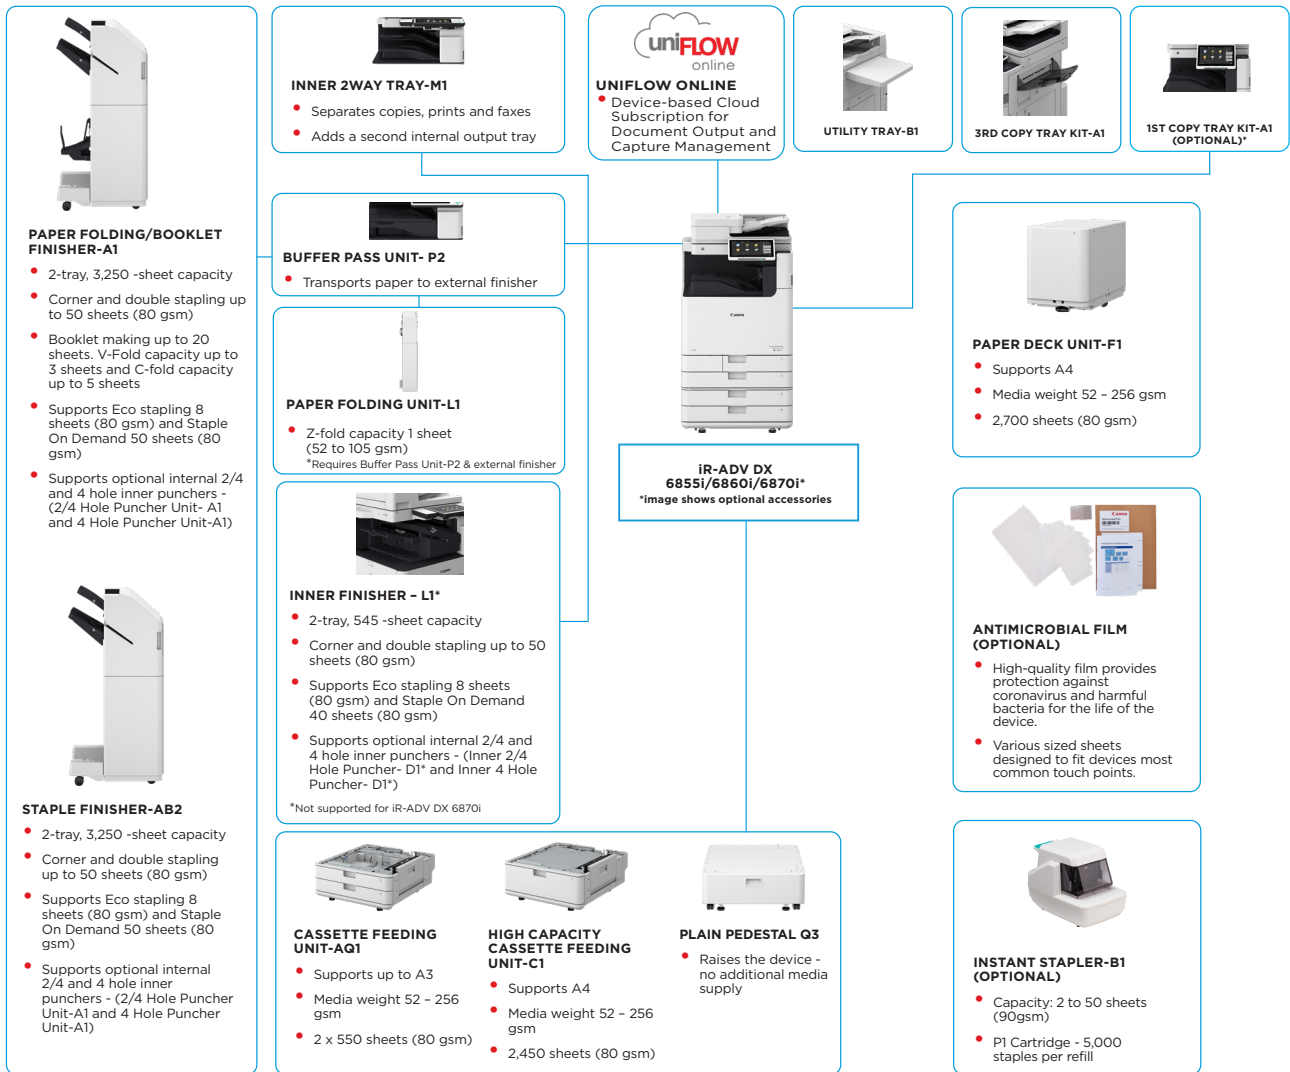 PAPER FOLDING/BOOKLET
FINISHER-A1
• 2-tray, 3,250 -sheet capacity
• Corner and double stapling up
to 50 sheets (80 gsm)
• Booklet making up to 20
sheets. V-Fold capacity up to
3 sheets and C-fold capacity
up to 5 sheets
• Supports Eco stapling 8
sheets (80 gsm) and Staple
On Demand 50 sheets (80
gsm)
• Supports optional internal 2/4
and 4 hole inner punchers -
(2/4 Hole Puncher Unit- A1
and 4 Hole Puncher Unit-A1)
STAPLE FINISHER-AB2
• 2-tray, 3,250 -sheet capacity
• Corner and double stapling
up to 50 sheets (80 gsm)
• Supports Eco stapling 8
sheets (80 gsm) and Staple
On Demand 50 sheets (80
gsm)
• Supports optional internal
2/4 and 4 hole inner
punchers - (2/4 Hole Puncher
Unit-A1 and 4 Hole Puncher
Unit-A1)
INNER 2WAY TRAY-M1
• Separates copies, prints and faxes
• Adds a second internal output tray
BUFFER PASS UNIT- P2
• Transports paper to external finisher
PAPER FOLDING UNIT-L1
• Z-fold capacity 1 sheet
(52 to 105 gsm)
*Requires Buffer Pass Unit-P2 & external finisher
INNER FINISHER – L1*
• 2-tray, 545 -sheet capacity
• Corner and double stapling up to 50
sheets (80 gsm)
• Supports Eco stapling 8 sheets
(80 gsm) and Staple On Demand
40 sheets (80 gsm)
• Supports optional internal 2/4 and
4 hole inner punchers - (Inner 2/4
Hole Puncher- D1* and Inner 4 Hole
Puncher- D1*)
*Not supported for iR-ADV DX 6870i
uniFLOW
online
UNIFLOW ONLINE
• Device-based Cloud
Subscription for
Document Output and
Capture Management
UTILITY TRAY-B1
3RD COPY TRAY KIT-A1
1ST COPY TRAY KIT-A1
(OPTIONAL)*
Canon
iR-ADV DX
6855i/6860i/6870i*
*image shows optional accessories
CASSETTE FEEDING
UNIT-AQ1
• Supports up to A3
• Media weight 52 – 256
gsm
• 2 x 550 sheets (80 gsm)
HIGH CAPACITY
CASSETTE FEEDING
UNIT-C1
• Supports A4
• Media weight 52 – 256
gsm
• 2,450 sheets (80 gsm)
PLAIN PEDESTAL Q3
• Raises the device -
no additional media
supply
PAPER DECK UNIT-F1
• Supports A4
• Media weight 52 – 256 gsm
• 2,700 sheets (80 gsm)
Canon
ANTIMICROBIAL FILM
(OPTIONAL)
• High-quality film provides
protection against
coronavirus and harmful
bacteria for the life of the
device.
• Various sized sheets
designed to fit devices most
common touch points.
INSTANT STAPLER-B1
(OPTIONAL)
• Capacity: 2 to 50 sheets
(90gsm)
• P1 Cartridge - 5,000
staples per refill